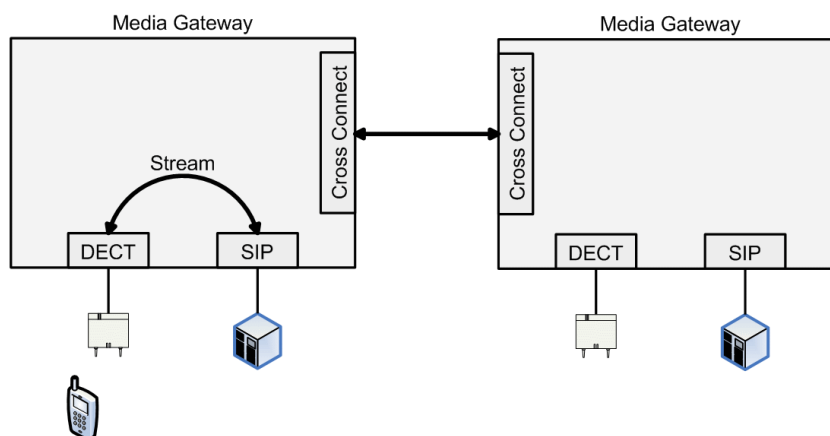 Media Gateway
Media Gateway
Cross Connect
Cross Connect
Stream
DECT
SIP
DECT
SIP